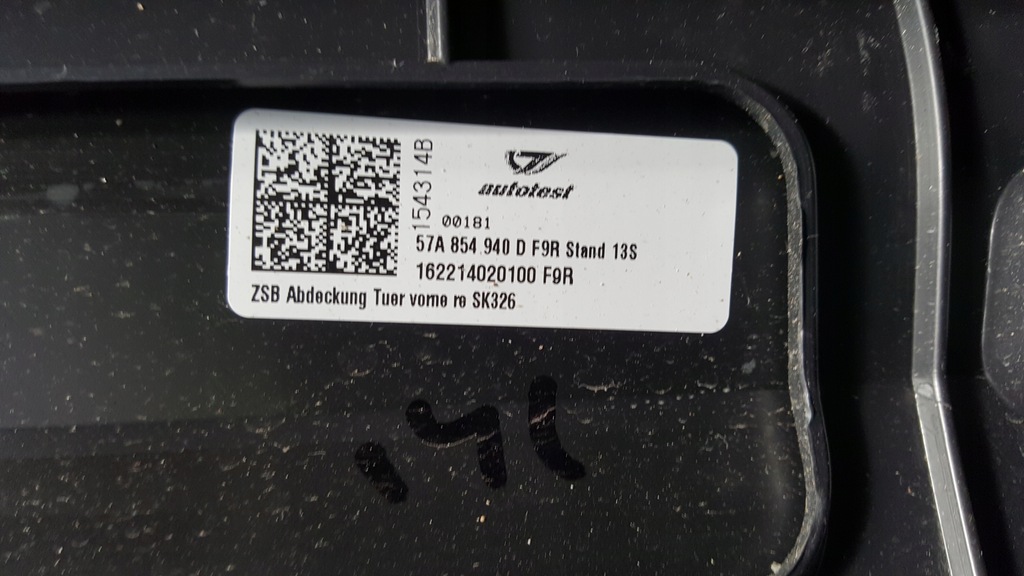 154314B
autotest
00181
57A 854 940 D F9R Stand 13S
162214020100 F9R
ZSB Abdeckung Tuer vorne re SK326